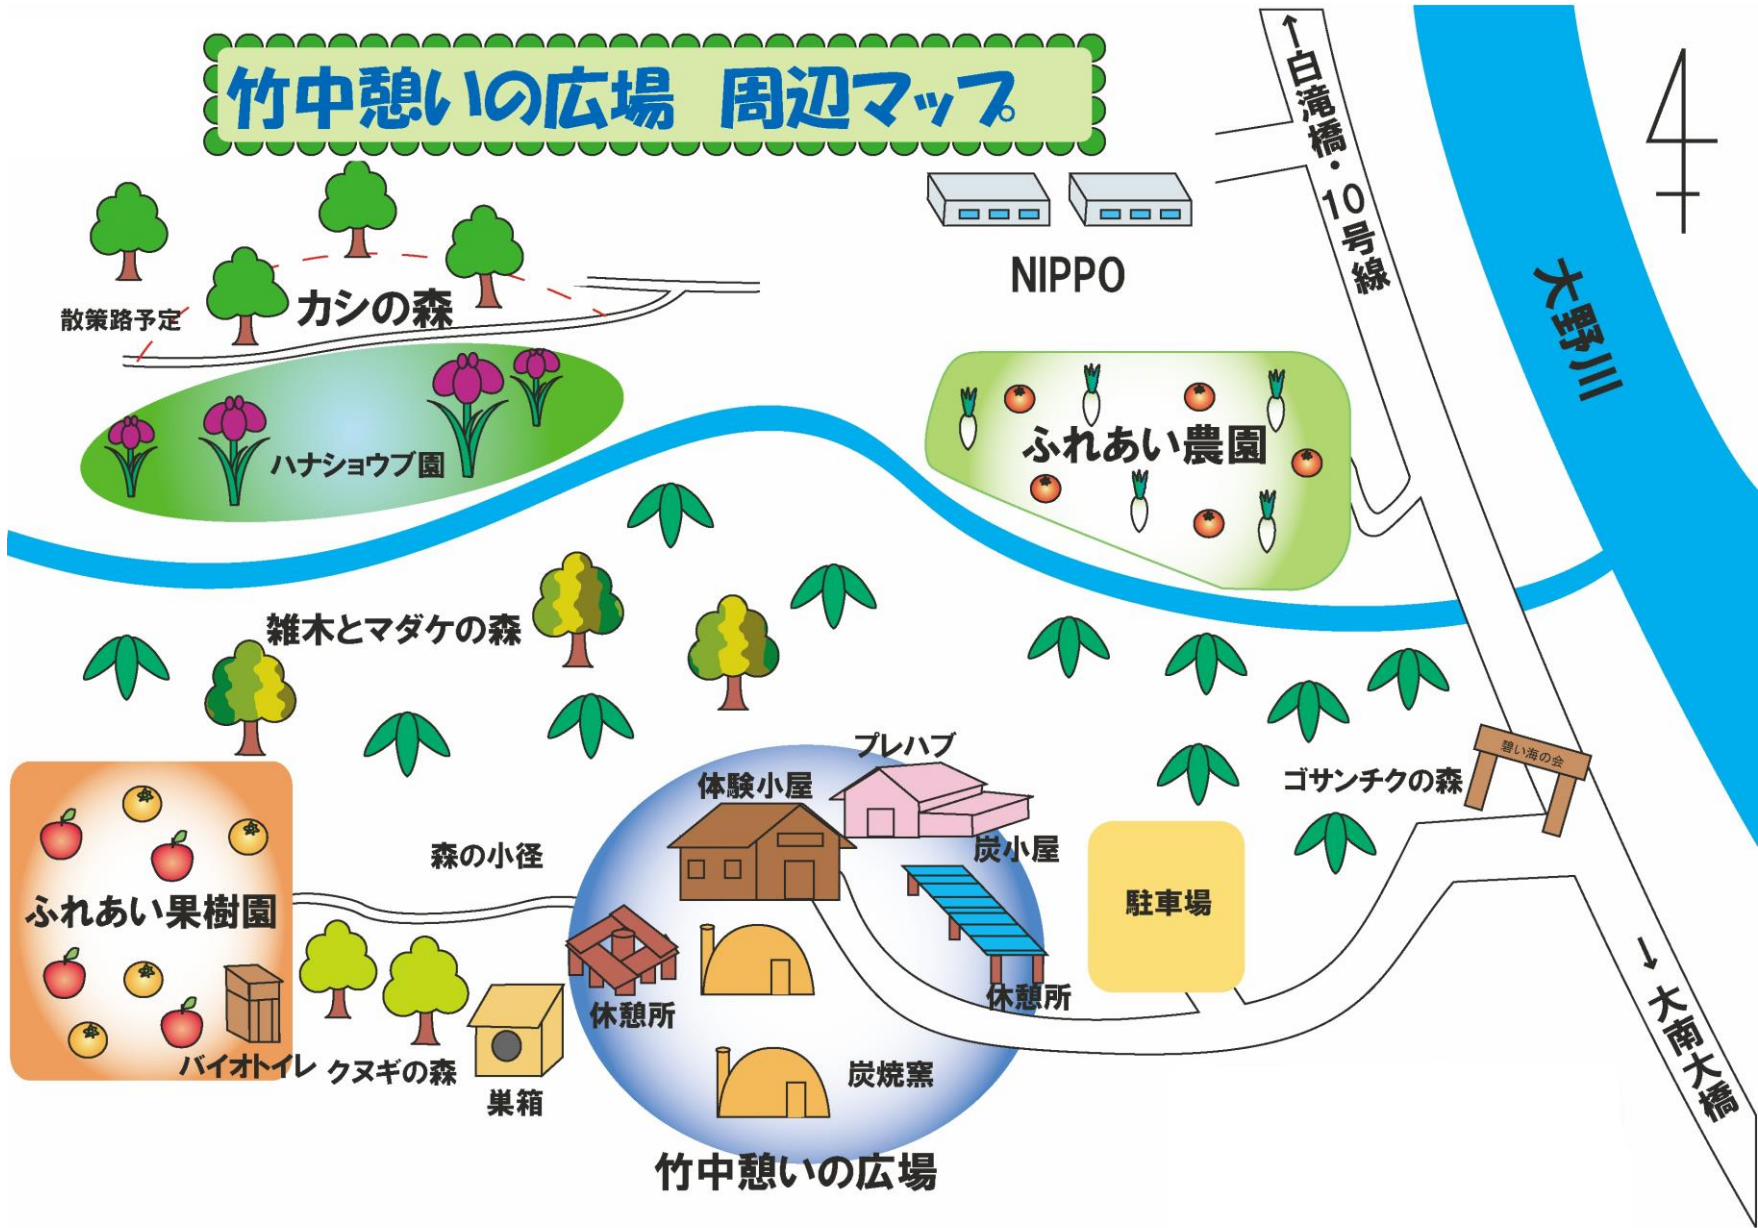 竹中憩いの広場 周辺マップ
↑白滝橋・10号線
大野川
NIPPO
カシの森
散策路予定
ハナショウブ園
ふれあい農園
雑木とマダケの森
プレハブ
体験小屋
碧い海の会
ゴサンチクの森
炭小屋
森の小径
駐車場
ふれあい果樹園
休憩所
休憩所
バイオトイレ
クヌギの森
巣箱
炭焼窯
↓大南大橋
竹中憩いの広場